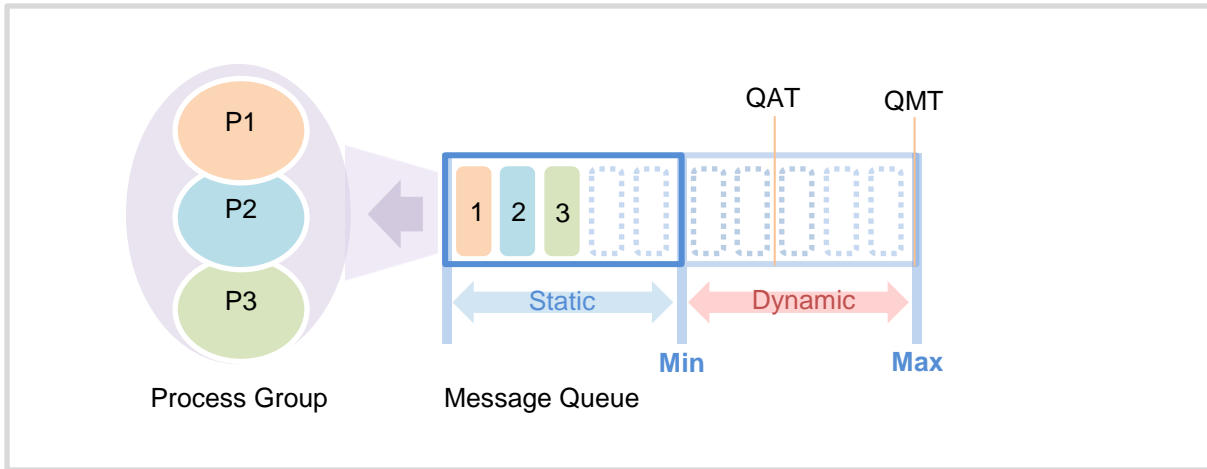 QAT
QMT
P1
P2
P3
1
2
3
Static
Dynamic
Min
Max
Process Group
Message Queue